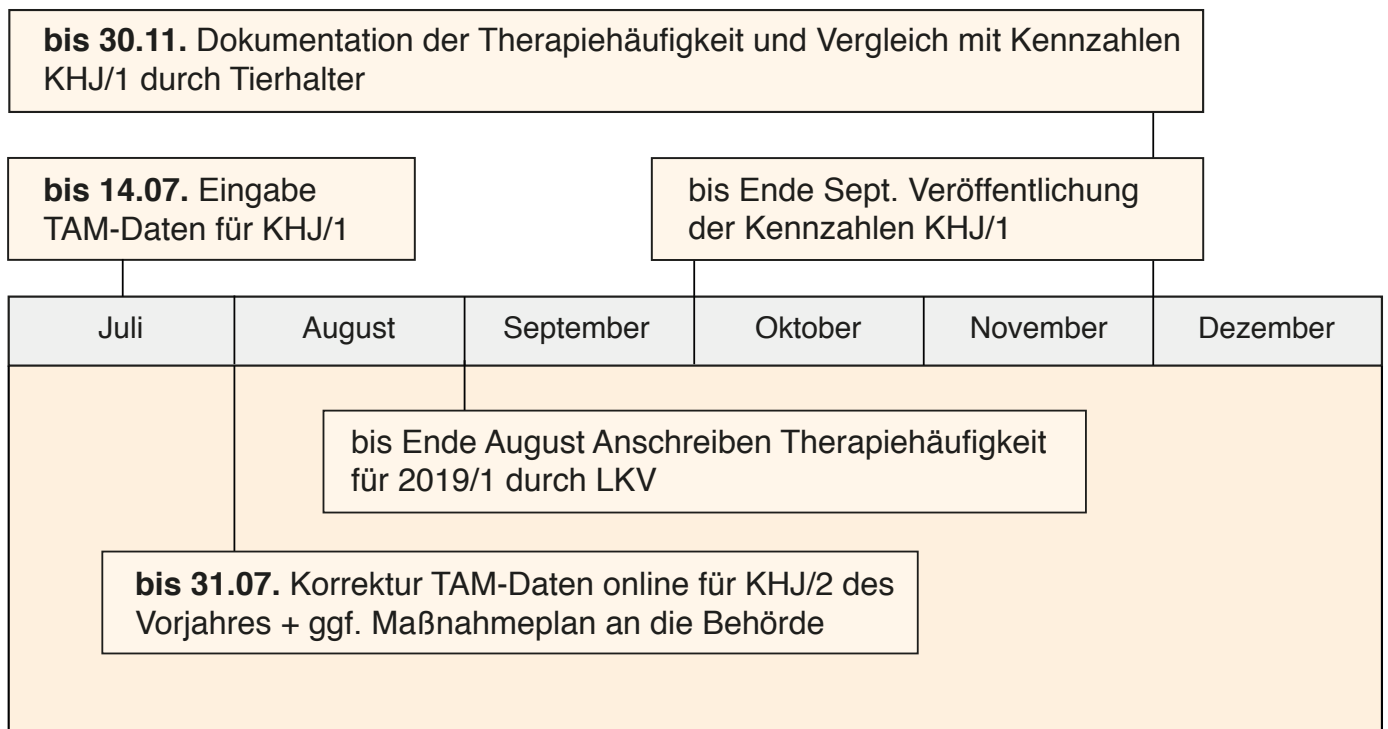 bis 30.11. Dokumentation der Therapiehäufigkeit und Vergleich mit Kennzahlen
KHJ/1 durch Tierhalter
bis 14.07. Eingabe
TAM-Daten für KHJ/1
bis Ende Sept. Veröffentlichung
der Kennzahlen KHJ/1
Juli
August
September
Oktober
November
Dezember
bis Ende August Anschreiben Therapiehäufigkeit
für 2019/1 durch LKV
bis 31.07. Korrektur TAM-Daten online für KHJ/2 des
Vorjahres + ggf. Maßnahmeplan an die Behörde